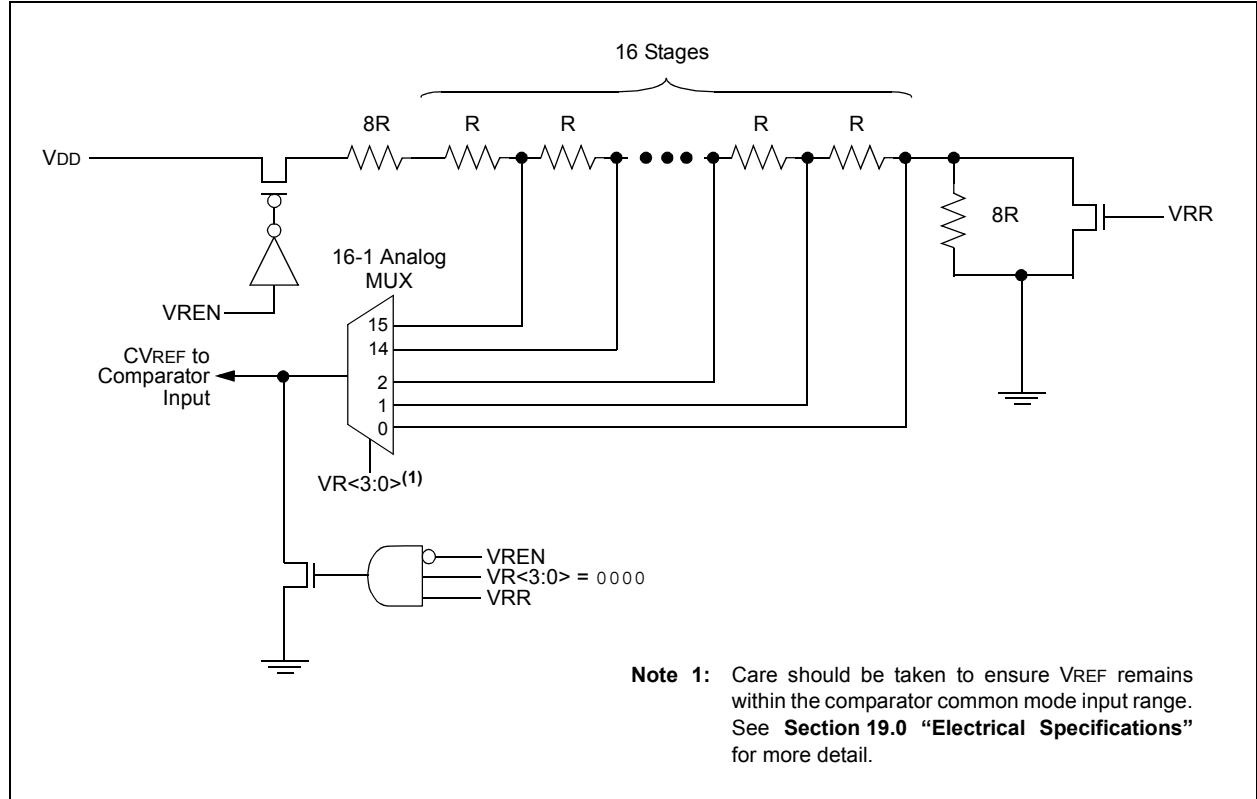 16 Stages
8R R R R R
VDD
8R
VRR
16-1 Analog
MUX
VREN
15
14
2
1
0
CVREF to
Comparator
Input
VR<3:0>(1)
VREN
VR<3:0> = 0000
VRR
Note 1: Care should be taken to ensure VREF remains
within the comparator common mode input range.
See Section 19.0 “Electrical Specifications”
for more detail.